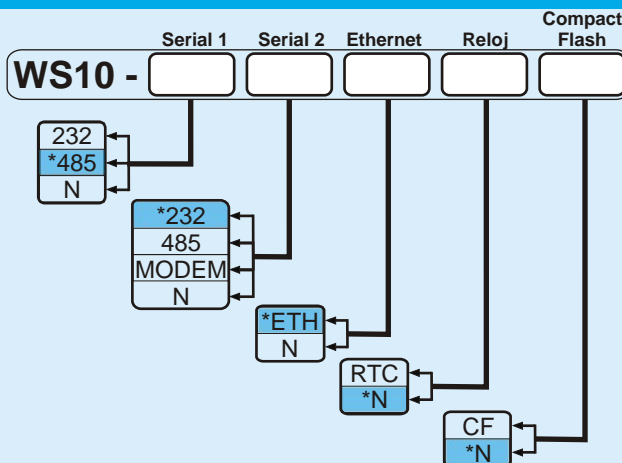 Serial 1 Serial 2 Ethernet Reloj Compact Flash
WS10 -
232
*485
N
*232
485
MODEM
N
*ETH
N
RTC
*N
CF
*N